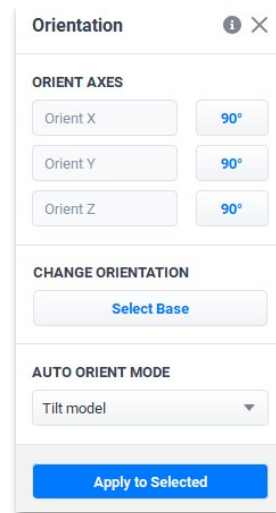 Orientation
ORIENT AXES
Orient X 90°
Orient Y 90°
Orient Z 90°
CHANGE ORIENTATION
Select Base
AUTO ORIENT MODE
Tilt model
Apply to Selected